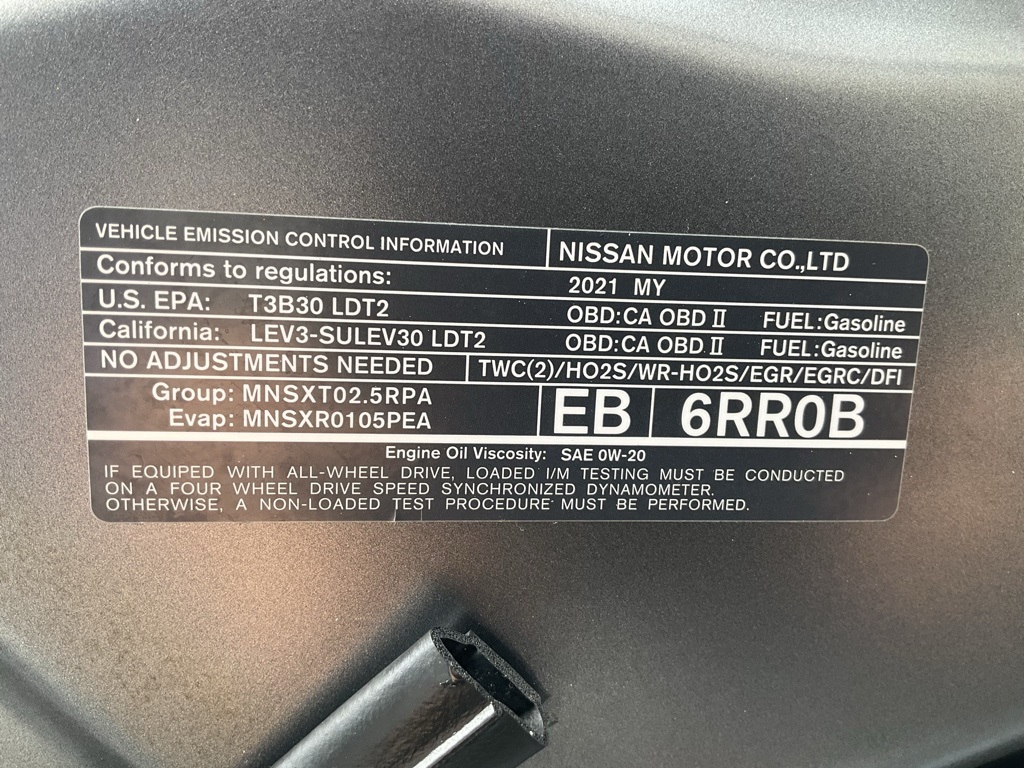 VEHICLE EMISSION CONTROL INFORMATION NISSAN MOTOR CO.,LTD
Conforms to regulations: 2021 MY
U.S. EPA: T3B30 LDT2 OBD:CA OBD II FUEL:Gasoline
California: LEV3-SULEV30 LDT2 OBD:CA OBD II FUEL:Gasoline
NO ADJUSTMENTS NEEDED TWC(2)/HO2S/WR-HO2S/EGR/EGRC/DFI
Group: MNSXT02.5RPA
Evap: MNSXR0105PEA
EB 6RR0B
Engine Oil Viscosity: SAE 0W-20
IF EQUIPED WITH ALL-WHEEL DRIVE, LOADED I/M TESTING MUST BE CONDUCTED
ON A FOUR WHEEL DRIVE SPEED SYNCHRONIZED DYNAMOMETER.
OTHERWISE, A NON-LOADED TEST PROCEDURE MUST BE PERFORMED.